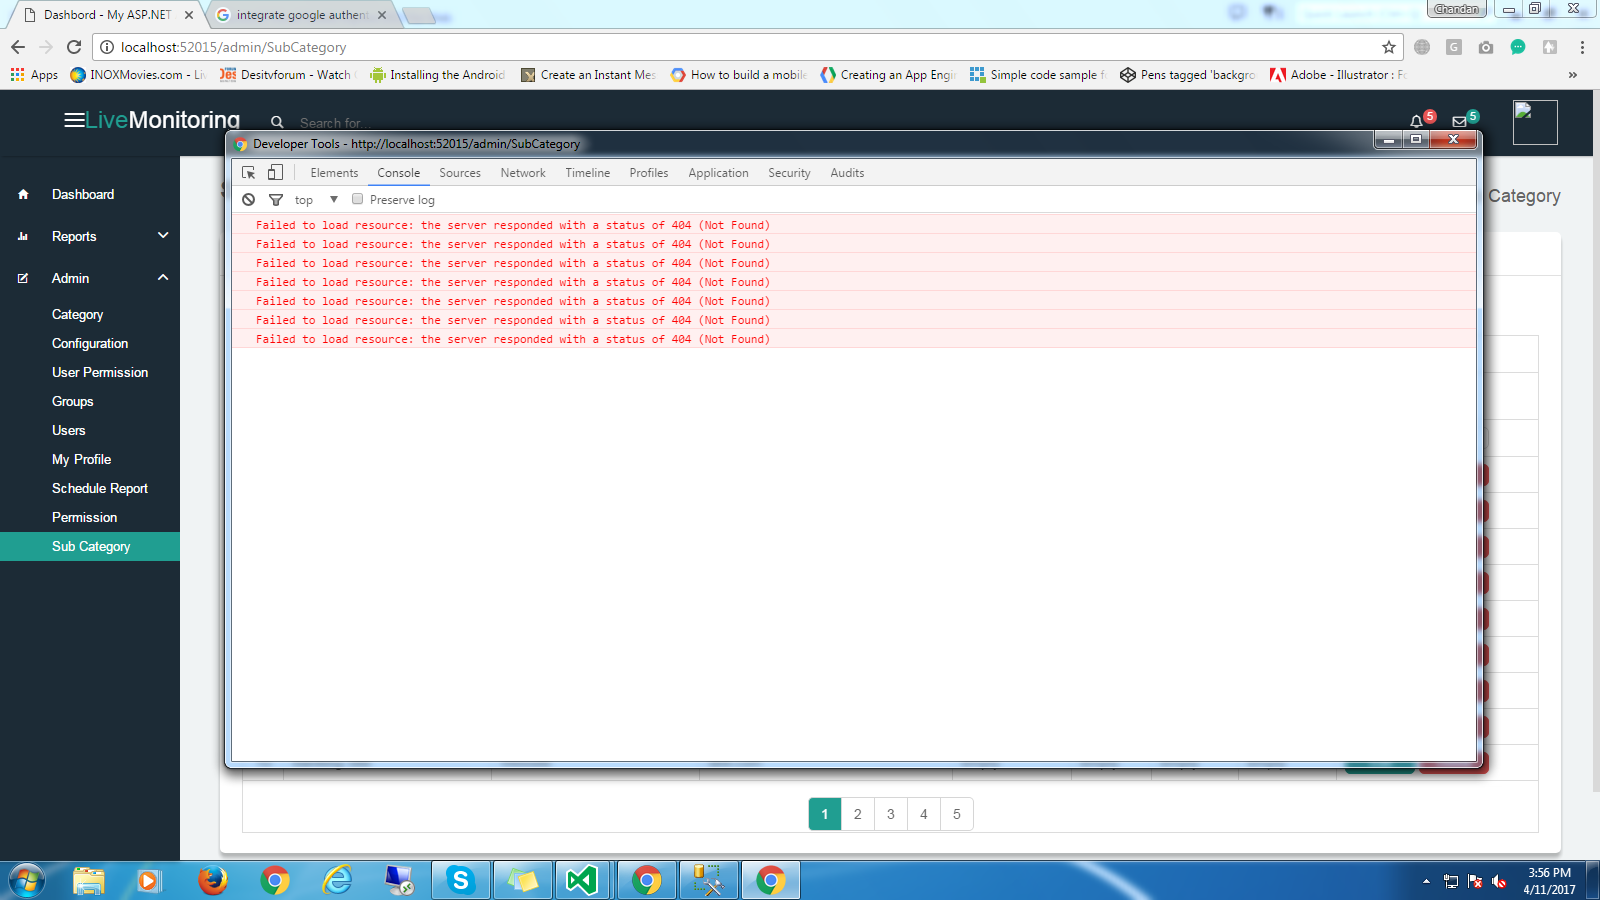 Chandan
Dashbord - My ASP.NET
integrate google authent
localhost:52015/admin/SubCategory
Apps
INOXMovies.com - Li
Desitvforum - Watch
Installing the Android
Create an Instant Mes
How to build a mobile
Creating an App Engi
Simple code sample f
Pens tagged 'backgro
Adobe - Illustrator : F
»
LiveMonitoring
Search for...
5
5
Developer Tools - http://localhost:52015/admin/SubCategory
Elements
Console
Sources
Network
Timeline
Profiles
Application
Security
Audits
top
Preserve log
Failed to load resource: the server responded with a status of 404 (Not Found)
Failed to load resource: the server responded with a status of 404 (Not Found)
Failed to load resource: the server responded with a status of 404 (Not Found)
Failed to load resource: the server responded with a status of 404 (Not Found)
Failed to load resource: the server responded with a status of 404 (Not Found)
Failed to load resource: the server responded with a status of 404 (Not Found)
Failed to load resource: the server responded with a status of 404 (Not Found)
Category
Dashboard
Reports
Admin
Category
Configuration
User Permission
Groups
Users
My Profile
Schedule Report
Permission
Sub Category
1
2
3
4
5
3:56 PM
4/11/2017